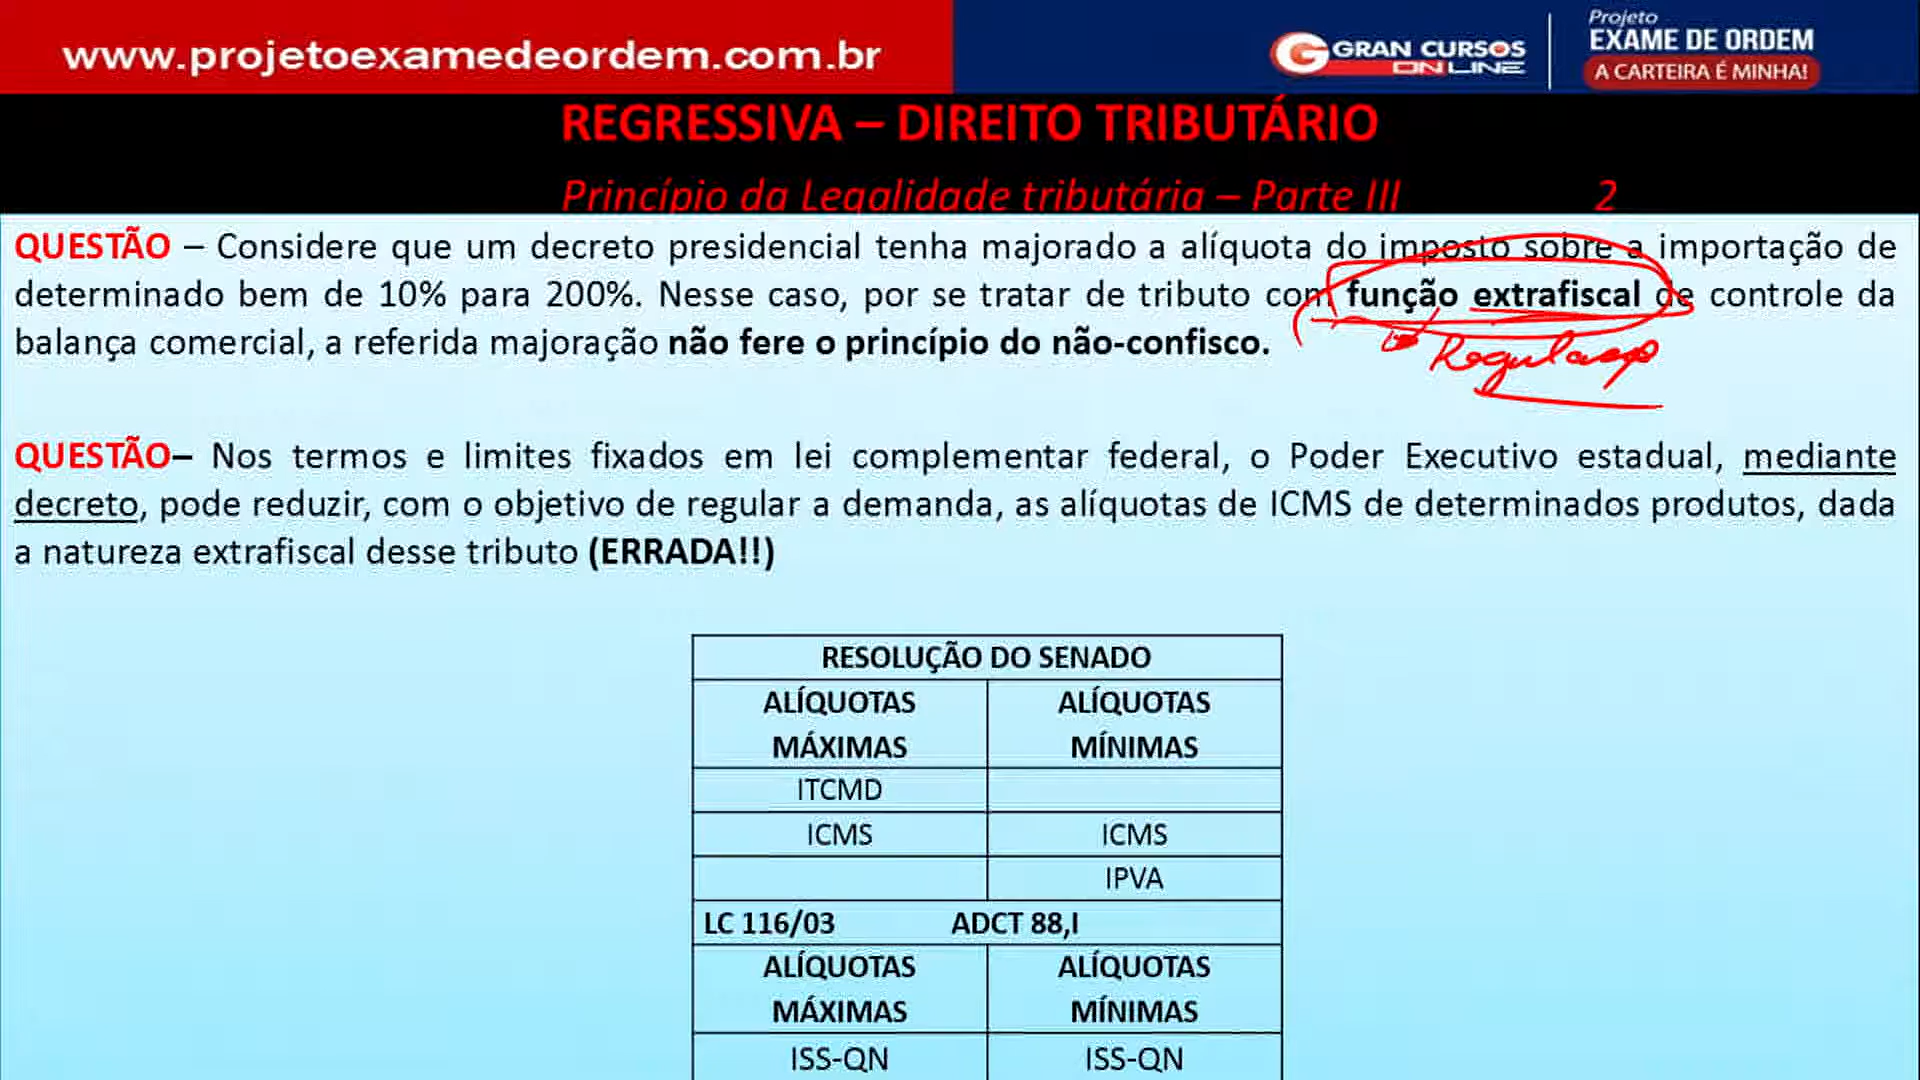 www.projetoexamedeordem.com.br
GRAN CURSOS
ONLINE
Projeto
EXAME DE ORDEM
A CARTEIRA É MINHA!
REGRESSIVA – DIREITO TRIBUTÁRIO
Princípio da Legalidade tributária – Parte III 2
QUESTÃO – Considere que um decreto presidencial tenha majorado a alíquota do imposto sobre a importação de
determinado bem de 10% para 200%. Nesse caso, por se tratar de tributo com função extrafiscal de controle da
balança comercial, a referida majoração não fere o princípio do não-confisco.
QUESTÃO– Nos termos e limites fixados em lei complementar federal, o Poder Executivo estadual, mediante
decreto, pode reduzir, com o objetivo de regular a demanda, as alíquotas de ICMS de determinados produtos, dada
a natureza extrafiscal desse tributo (ERRADA!!)
RESOLUÇÃO DO SENADO
ALÍQUOTAS MÁXIMAS ALÍQUOTAS MÍNIMAS
ITCMD
ICMS ICMS
IPVA
LC 116/03 ADCT 88,I
ALÍQUOTAS MÁXIMAS ALÍQUOTAS MÍNIMAS
ISS-QN ISS-QN